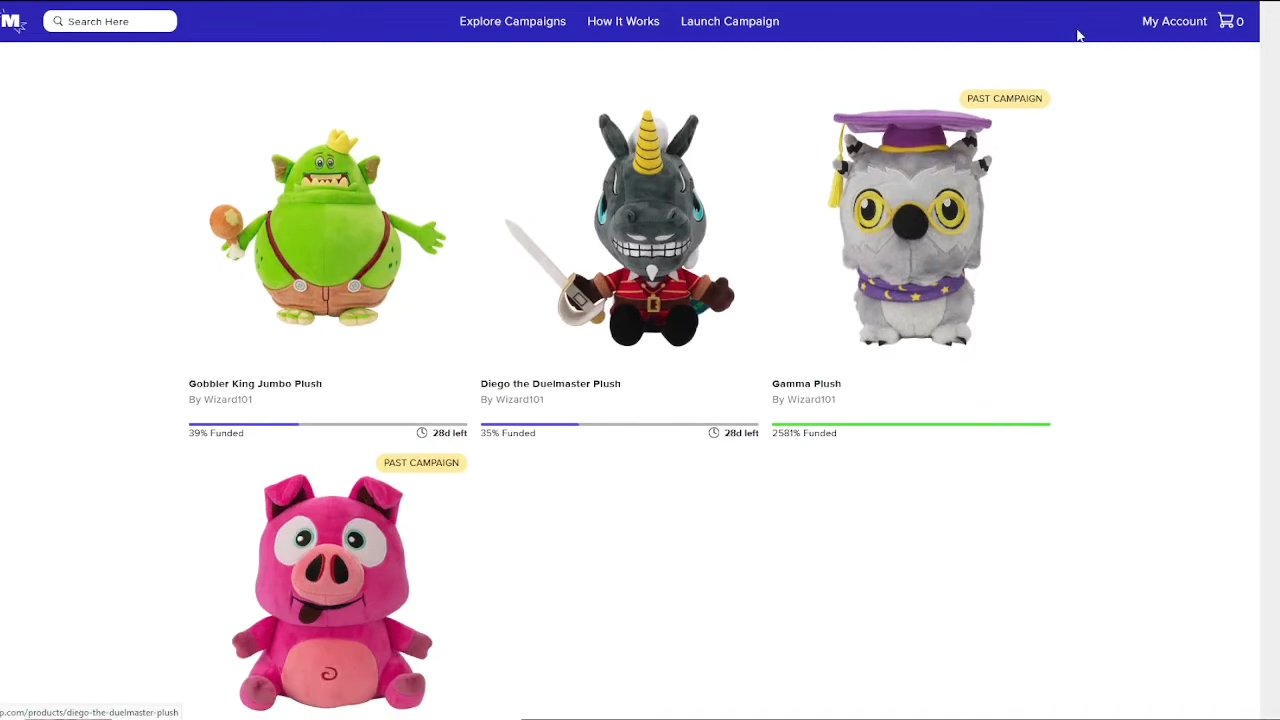 M
Search Here
Explore Campaigns
How It Works
Launch Campaign
My Account
0
PAST CAMPAIGN
Gobbler King Jumbo Plush
By Wizard101
39% Funded
28d left
Diego the Duelmaster Plush
By Wizard101
35% Funded
28d left
Gamma Plush
By Wizard101
2581% Funded
PAST CAMPAIGN
p.com/products/diego-the-duelmaster-plush